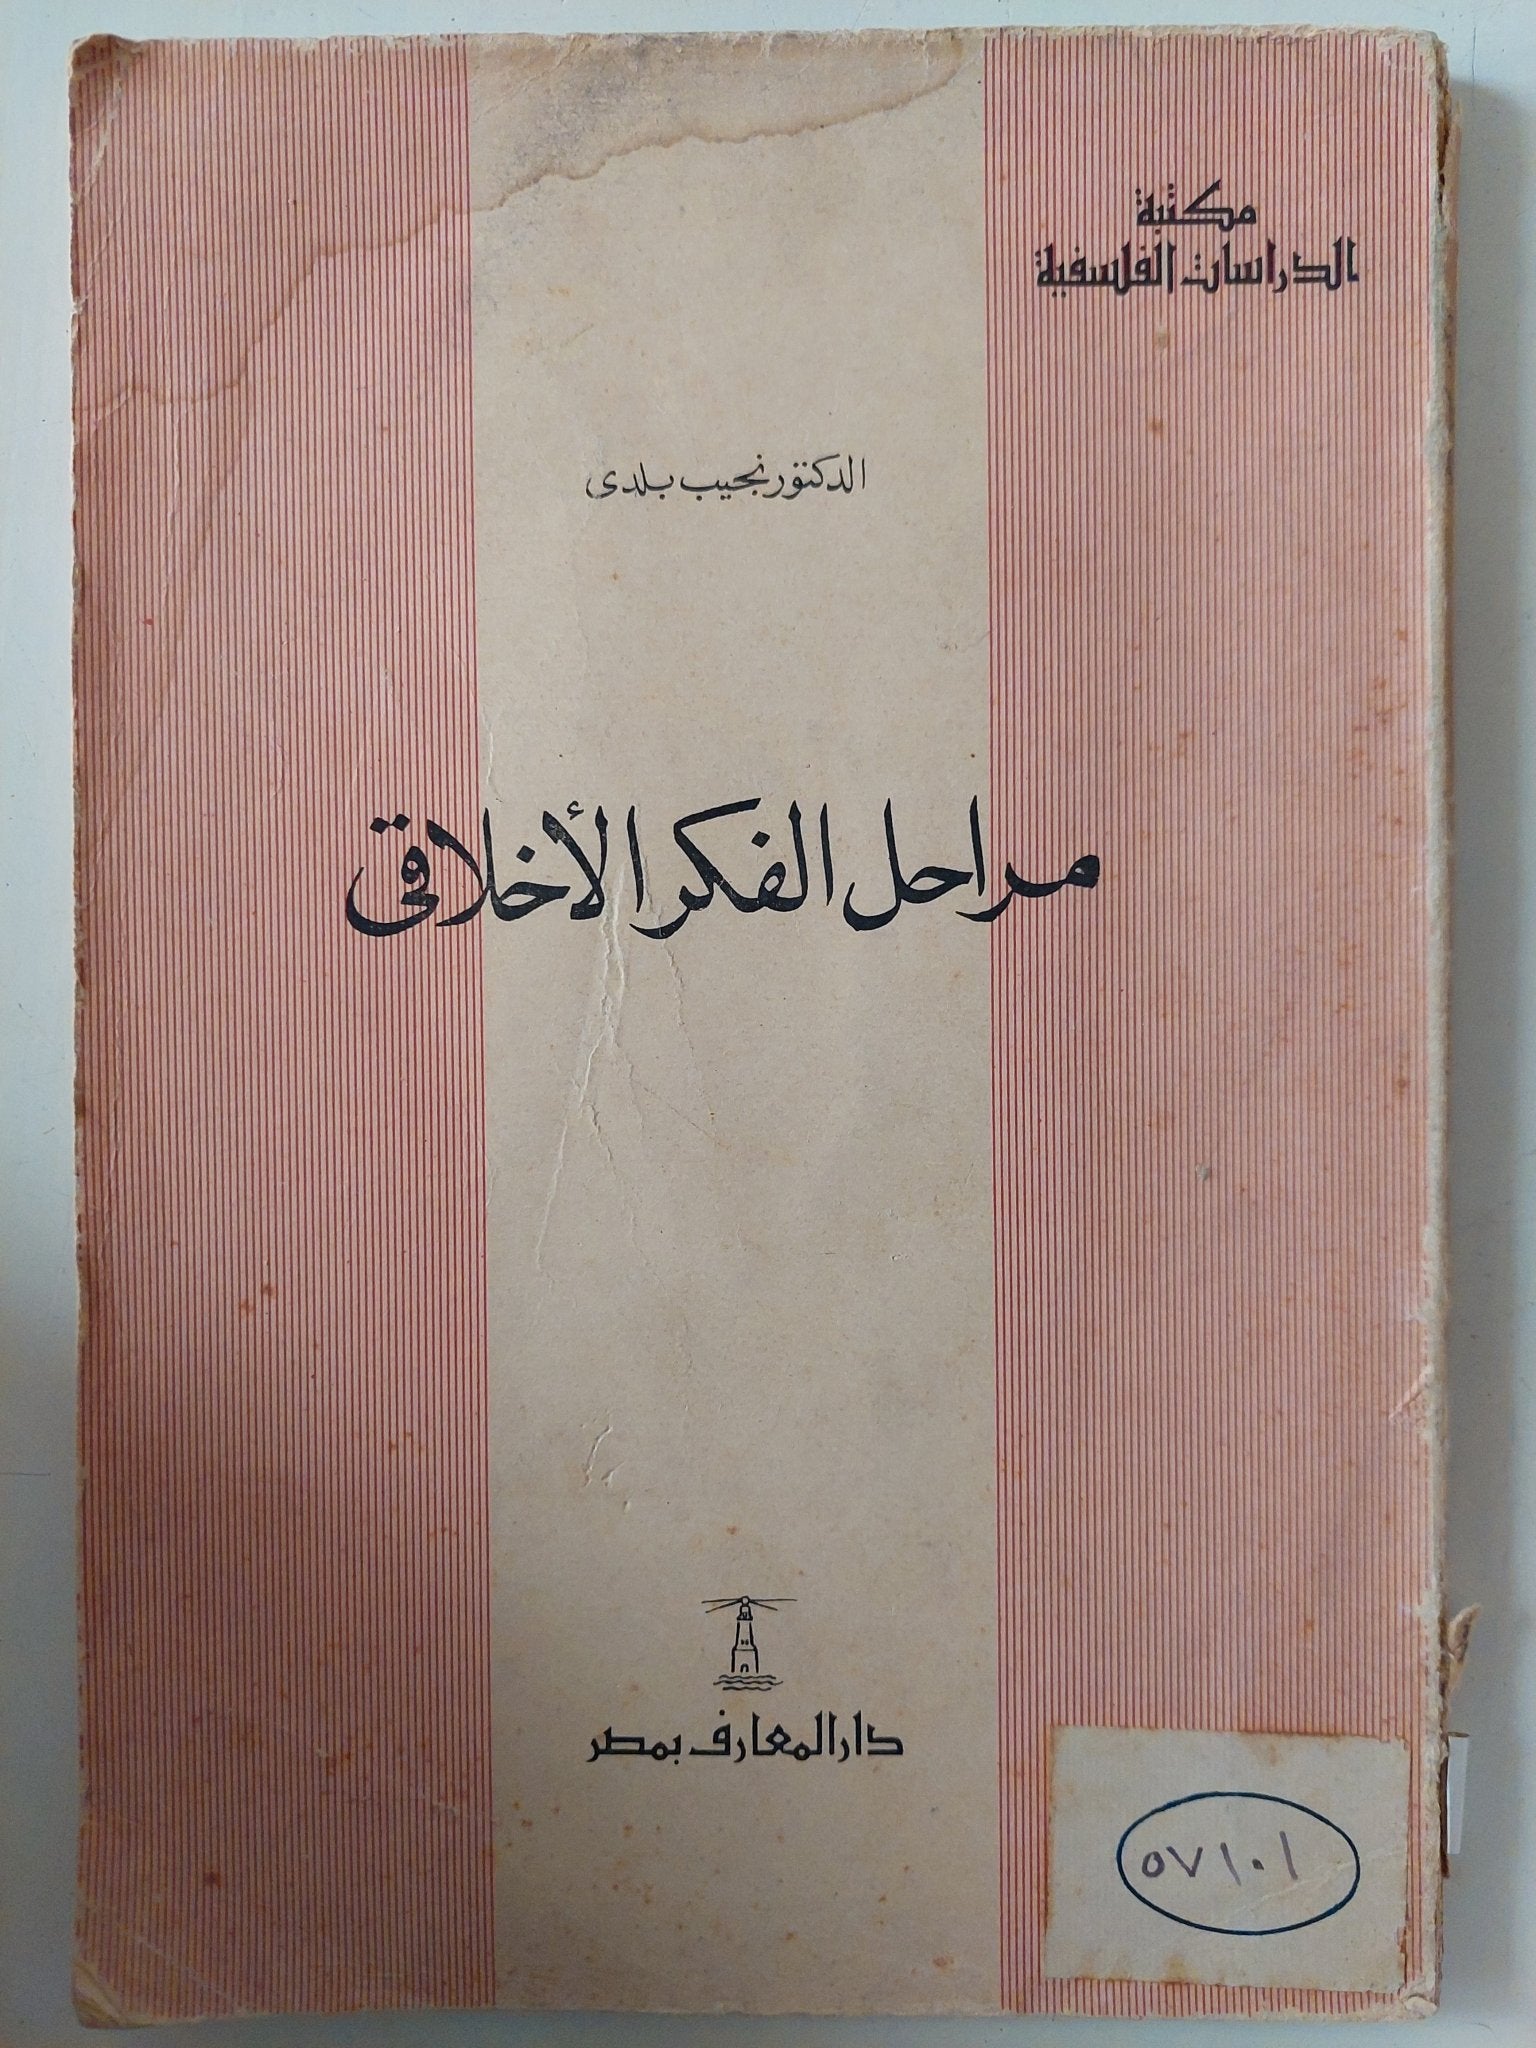 مكتبة
الدراسات الفلسفية
الدكتور نجيب بلدى
مراحل الفكر الأخلاقى
دار المعارف بمصر
٥٧١٠١